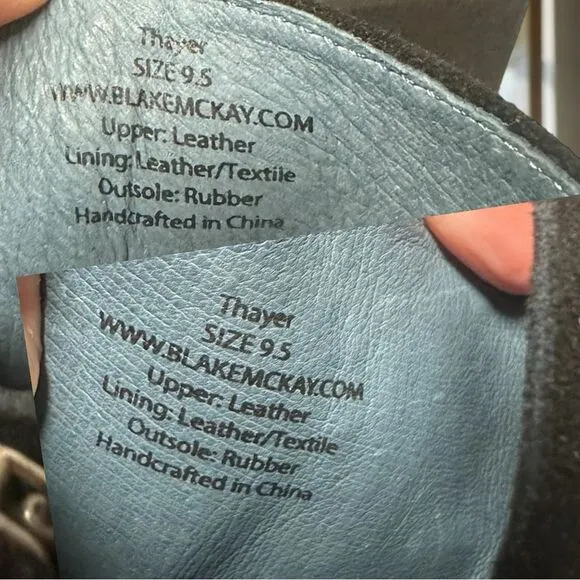 Thayer
SIZE 9.5
WWW.BLAKEMCKAY.COM
Upper: Leather
Lining: Leather/Textile
Outsole: Rubber
Handcrafted in China
Thayer
SIZE 9.5
WWW.BLAKEMCKAY.COM
Upper: Leather
Lining: Leather/Textile
Outsole: Rubber
Handcrafted in China